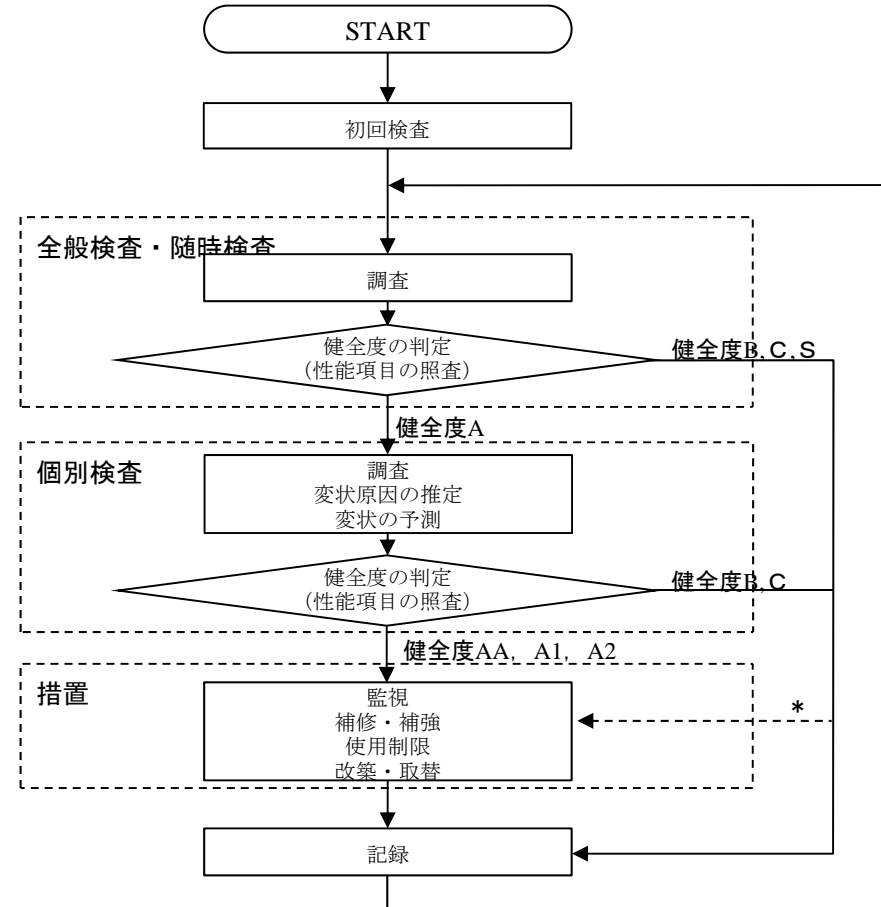 START
初回検査
全般検査・随時検査
調査
健全度の判定
(性能項目の照査)
健全度B,C,S
健全度A
個別検査
調査
変状原因の推定
変状の予測
健全度の判定
(性能項目の照査)
健全度B,C
健全度AA, A1, A2
措置
監視
補修・補強
使用制限
改築・取替
*
記録